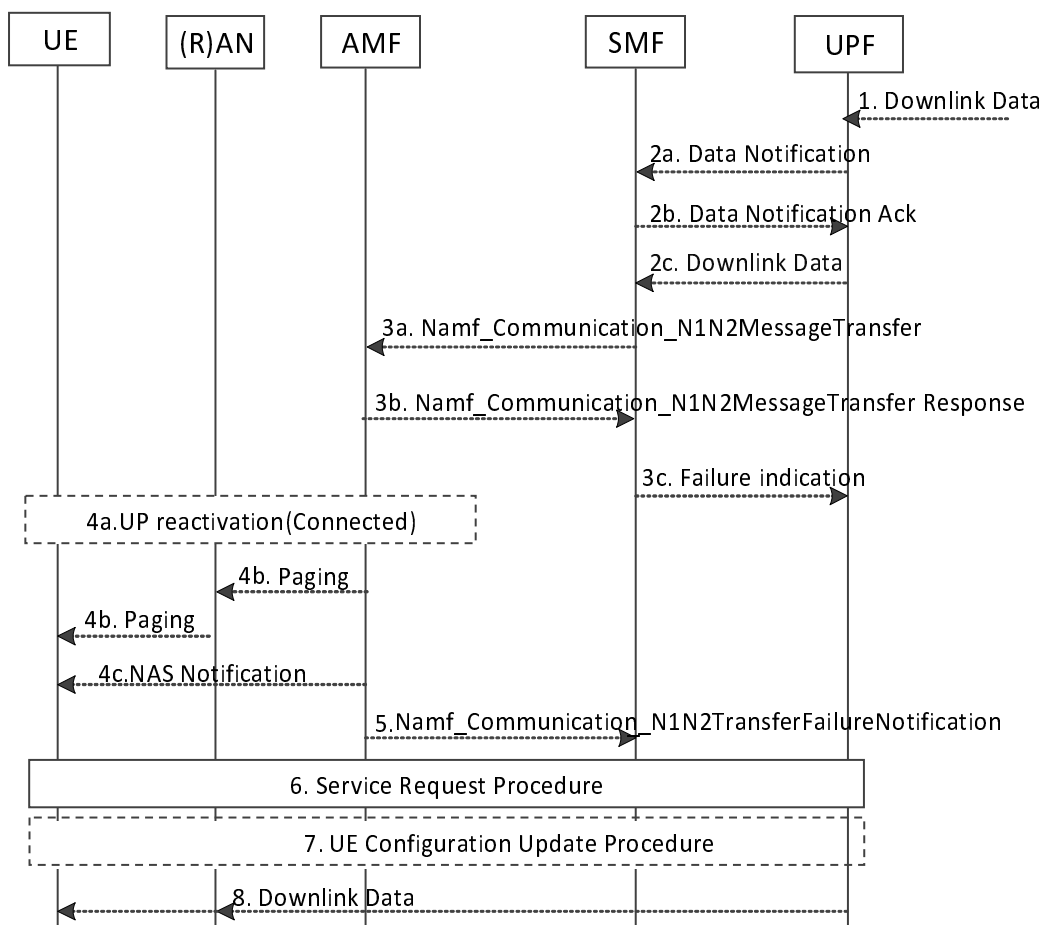 UE
(R)AN
AMF
SMF
UPF
1. Downlink Data
2a. Data Notification
2b. Data Notification Ack
2c. Downlink Data
3a. Namf_Communication_N1N2MessageTransfer
3b. Namf_Communication_N1N2MessageTransfer Response
3c. Failure indication
4a.UP reactivation(Connected)
4b. Paging
4b. Paging
4c.NAS Notification
5.Namf_Communication_N1N2TransferFailureNotification
6. Service Request Procedure
7. UE Configuration Update Procedure
8. Downlink Data